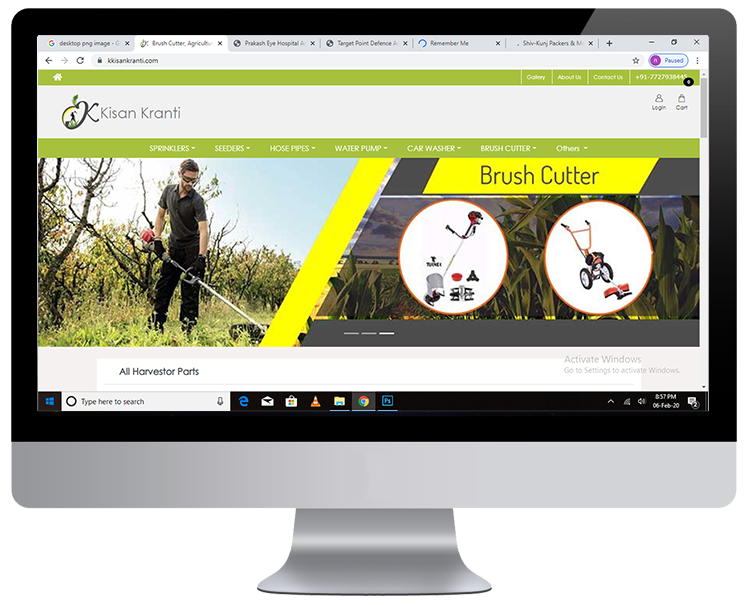 desktop png image - G
Brush Cutter, Agricultur
Prakash Eye Hospital A
Target Point Defence A
Remember Me
Shiv-Kunj Packers & M
kkisankranti.com
Paused
Gallery
About Us
Contact Us
+91-7727938448
0
Kisan Kranti
Login
Cart
SPRINKLERS
SEEDERS
HOSE PIPES
WATER PUMP
CAR WASHER
BRUSH CUTTER
Others
Brush Cutter
TURNER
All Harvestor Parts
Activate Windows
Go to Settings to activate Windows.
Type here to search
Ps
8:57 PM
06-Feb-20
2